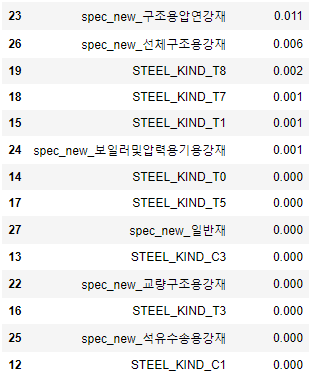 23 spec_new_구조용압연강재 0.011
26 spec_new_선체구조용강재 0.006
19 STEEL_KIND_T8 0.002
18 STEEL_KIND_T7 0.001
15 STEEL_KIND_T1 0.001
24 spec_new_보일러및압력용기용강재 0.001
14 STEEL_KIND_T0 0.000
17 STEEL_KIND_T5 0.000
27 spec_new_일반재 0.000
13 STEEL_KIND_C3 0.000
22 spec_new_교량구조용강재 0.000
16 STEEL_KIND_T3 0.000
25 spec_new_석유수송용강재 0.000
12 STEEL_KIND_C1 0.000